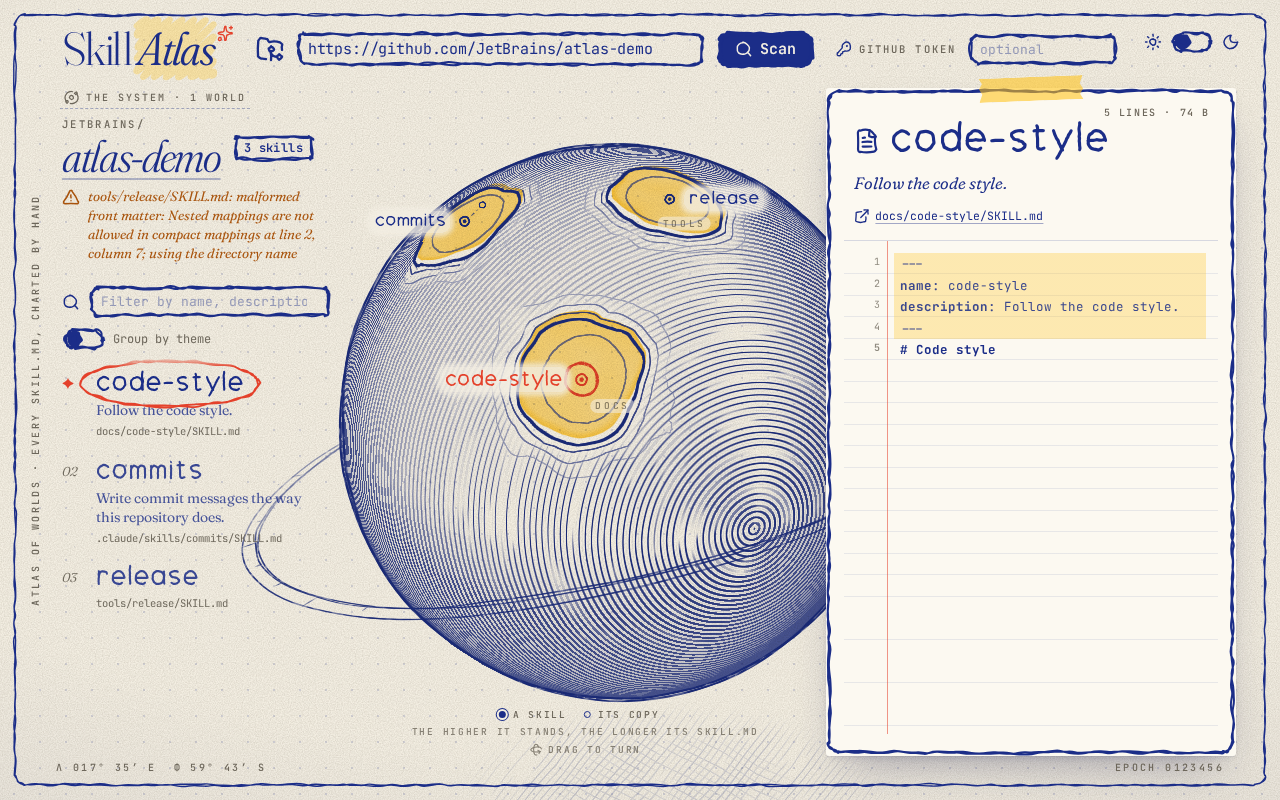 Skill Atlas
https://github.com/JetBrains/atlas-demo
Scan
GITHUB TOKEN
optional
THE SYSTEM · 1 WORLD
JETBRAINS/
atlas-demo
3 skills
tools/release/SKILL.md: malformed
front matter: Nested mappings are not
allowed in compact mappings at line 2,
column 7; using the directory name
Filter by name, descriptio
Group by theme
code-style
Follow the code style.
docs/code-style/SKILL.md
02
commits
Write commit messages the way
this repository does.
.claude/skills/commits/SKILL.md
03
release
tools/release/SKILL.md
ATLAS OF WORLDS · EVERY SKILL.MD, CHARTED BY HAND
commits
release
TOOLS
code-style
DOCS
A SKILL
ITS COPY
THE HIGHER IT STANDS, THE LONGER ITS SKILL.MD
DRAG TO TURN
5 LINES · 74 B
code-style
Follow the code style.
docs/code-style/SKILL.md
1 ---
2 name: code-style
3 description: Follow the code style.
4 ---
5 # Code style
Λ 017° 35′ E Φ 59° 43′ S
EPOCH 0123456